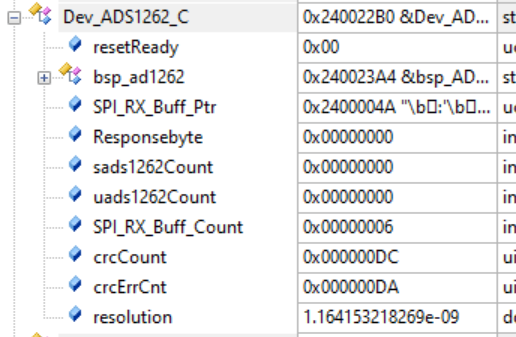 Dev_ADS1262_C 0x240022B0 &Dev_AD... st
resetReady 0x00 u
bsp_ad1262 0x240023A4 &bsp_AD... st
SPI_RX_Buff_Ptr 0x2400004A "\b▯:'\b▯... u
Responsebyte 0x00000000 in
sads1262Count 0x00000000 in
uads1262Count 0x00000000 in
SPI_RX_Buff_Count 0x00000006 in
crcCount 0x000000DC ui
crcErrCnt 0x000000DA ui
resolution 1.164153218269e-09 d